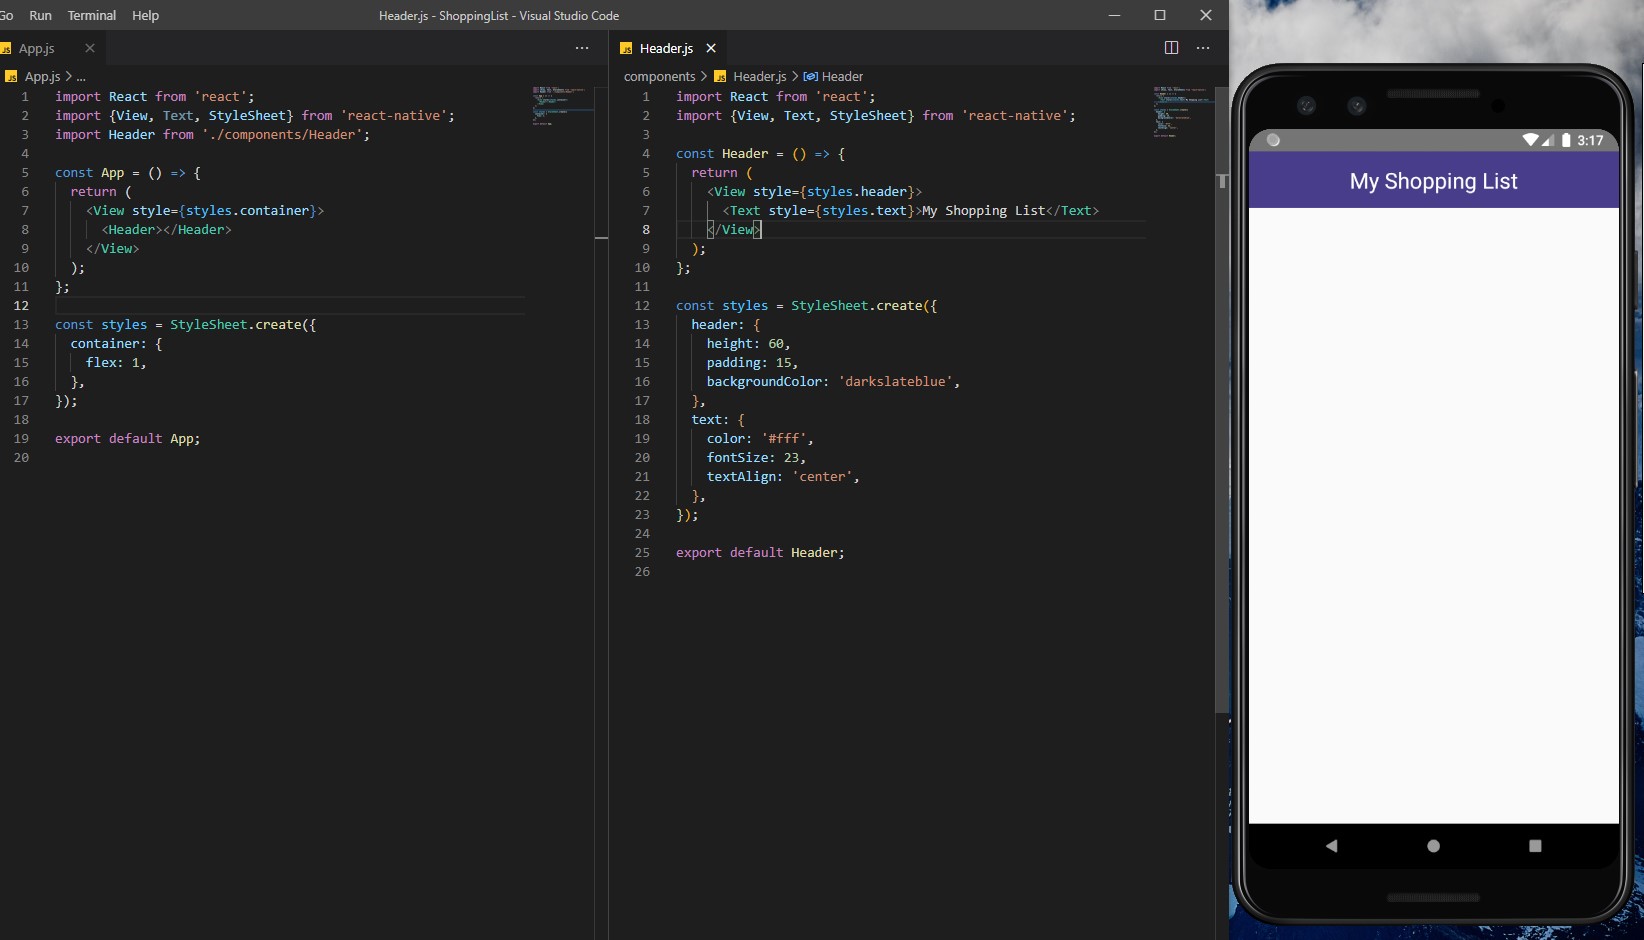 Go Run Terminal Help Header.js - ShoppingList - Visual Studio Code
JS App.js
JS App.js > ...
1 import React from 'react';
2 import {View, Text, StyleSheet} from 'react-native';
3 import Header from './components/Header';
4
5 const App = () => {
6 return (
7 <View style={styles.container}>
8 <Header></Header>
9 </View>
10 );
11 };
12
13 const styles = StyleSheet.create({
14 container: {
15 flex: 1,
16 },
17 });
18
19 export default App;
20
JS Header.js
components > JS Header.js > Header
1 import React from 'react';
2 import {View, Text, StyleSheet} from 'react-native';
3
4 const Header = () => {
5 return (
6 <View style={styles.header}>
7 <Text style={styles.text}>My Shopping List</Text>
8 </View>
9 );
10 };
11
12 const styles = StyleSheet.create({
13 header: {
14 height: 60,
15 padding: 15,
16 backgroundColor: 'darkslateblue',
17 },
18 text: {
19 color: '#fff',
20 fontSize: 23,
21 textAlign: 'center',
22 },
23 });
24
25 export default Header;
26
3:17
My Shopping List